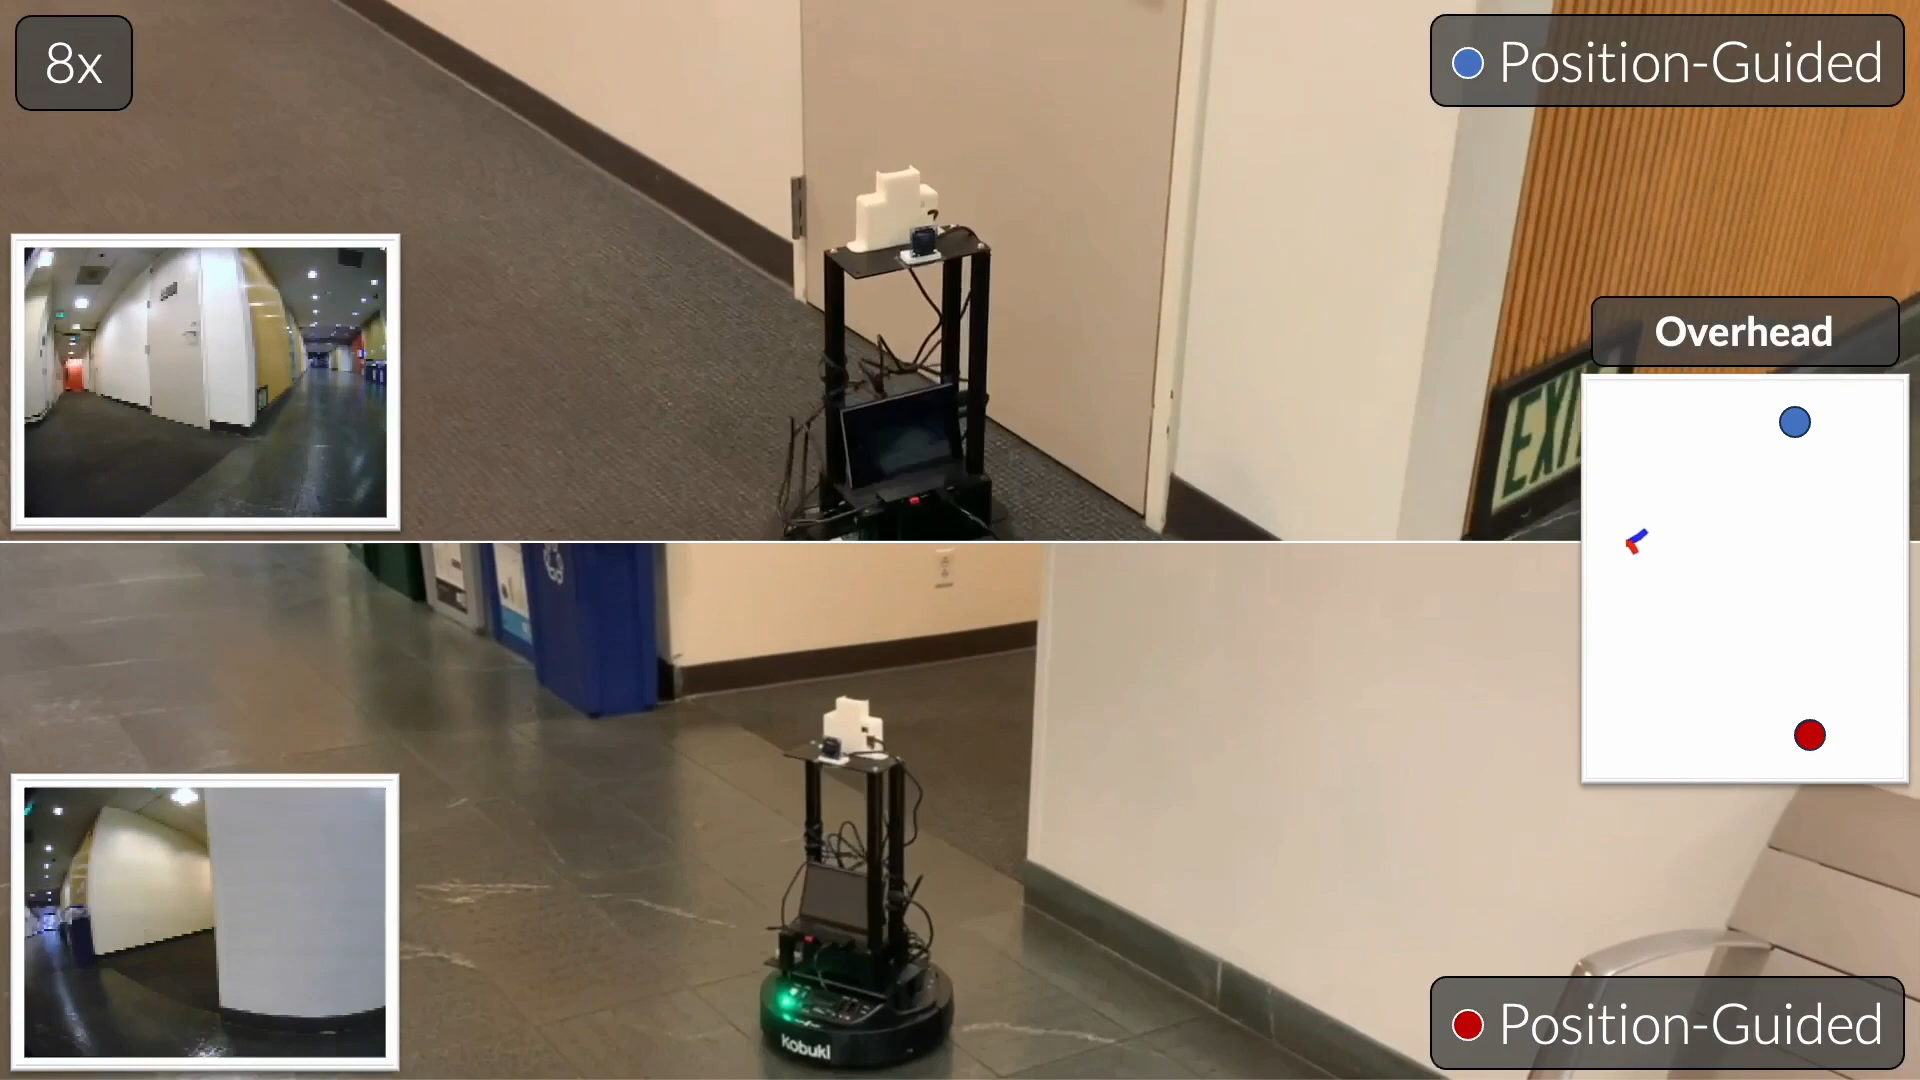 8x
Position-Guided
Overhead
EXI
Kobuki
Position-Guided